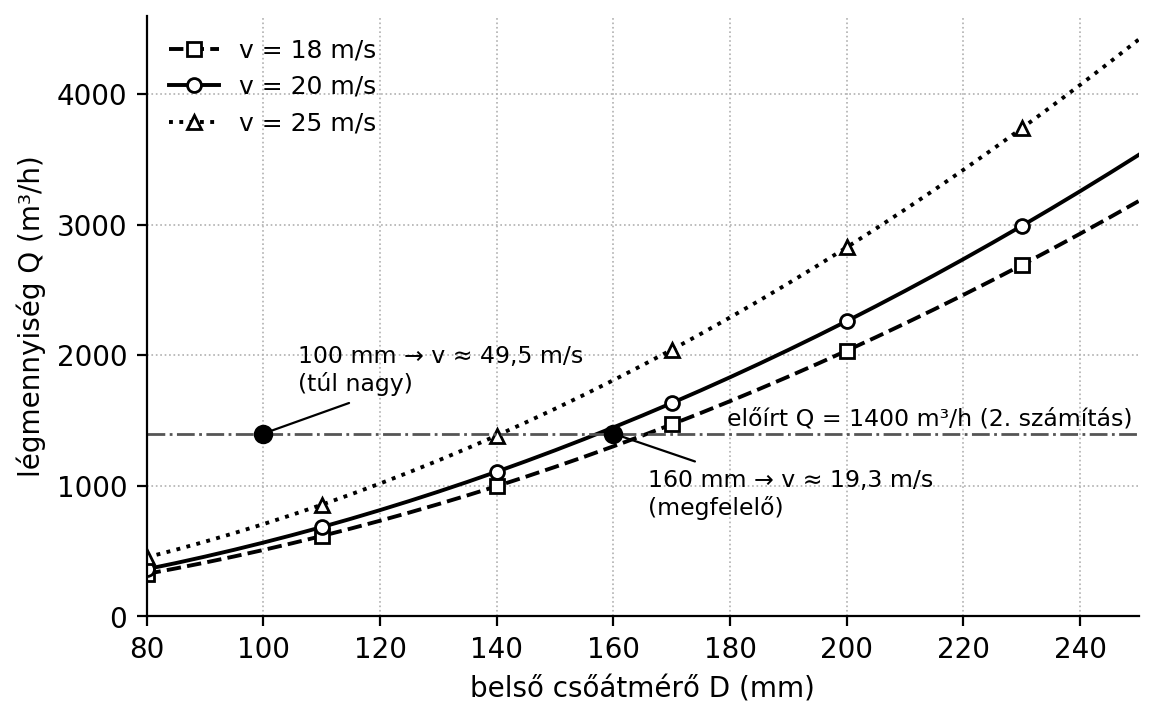 v = 18 m/s
v = 20 m/s
v = 25 m/s
légmennyiség Q (m³/h)
4000
3000
2000
1000
0
100 mm → v ≈ 49,5 m/s
(túl nagy)
előírt Q = 1400 m³/h (2. számítás)
160 mm → v ≈ 19,3 m/s
(megfelelő)
80 100 120 140 160 180 200 220 240
belső csőátmérő D (mm)